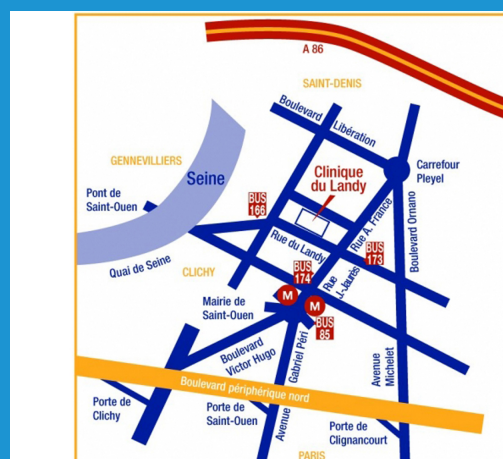 A 86
SAINT-DENIS
Boulevard
Libération
GENNEVILLIERS
Seine
Carrefour
Pleyel
Clinique
du Landy
Pont de
Saint-Ouen
BUS
166
Rue du Landy
Rue A. France
Boulevard Ornano
BUS
173
Quai de Seine
CLICHY
BUS
174
Rue
J-Jaurès
M
M
Mairie de
Saint-Ouen
BUS
85
Boulevard
Victor Hugo
Gabriel Péri
Avenue
Michelet
Boulevard périphérique nord
Porte de
Clichy
Porte de
Saint-Ouen
Avenue
Porte de
Clignancourt
PARIS